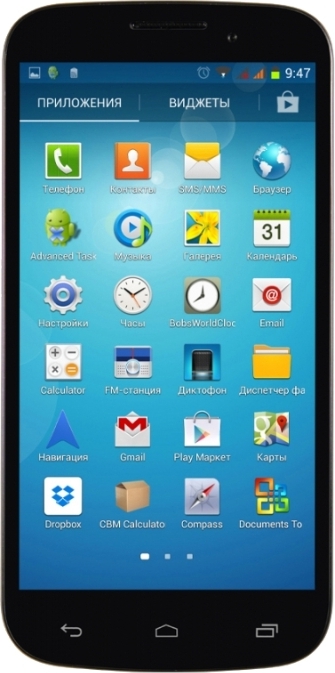 9:47
ПРИЛОЖЕНИЯ ВИДЖЕТЫ
Телефон Контакты SMS/MMS Браузер
31
Advanced Task Музыка Галерея Календарь
Настройки Часы BobsWorldCloc Email
Calculator FM-станция Диктофон Диспетчер фа
Навигация Gmail Play Маркет Карты
Dropbox CBM Calculato Compass Documents To